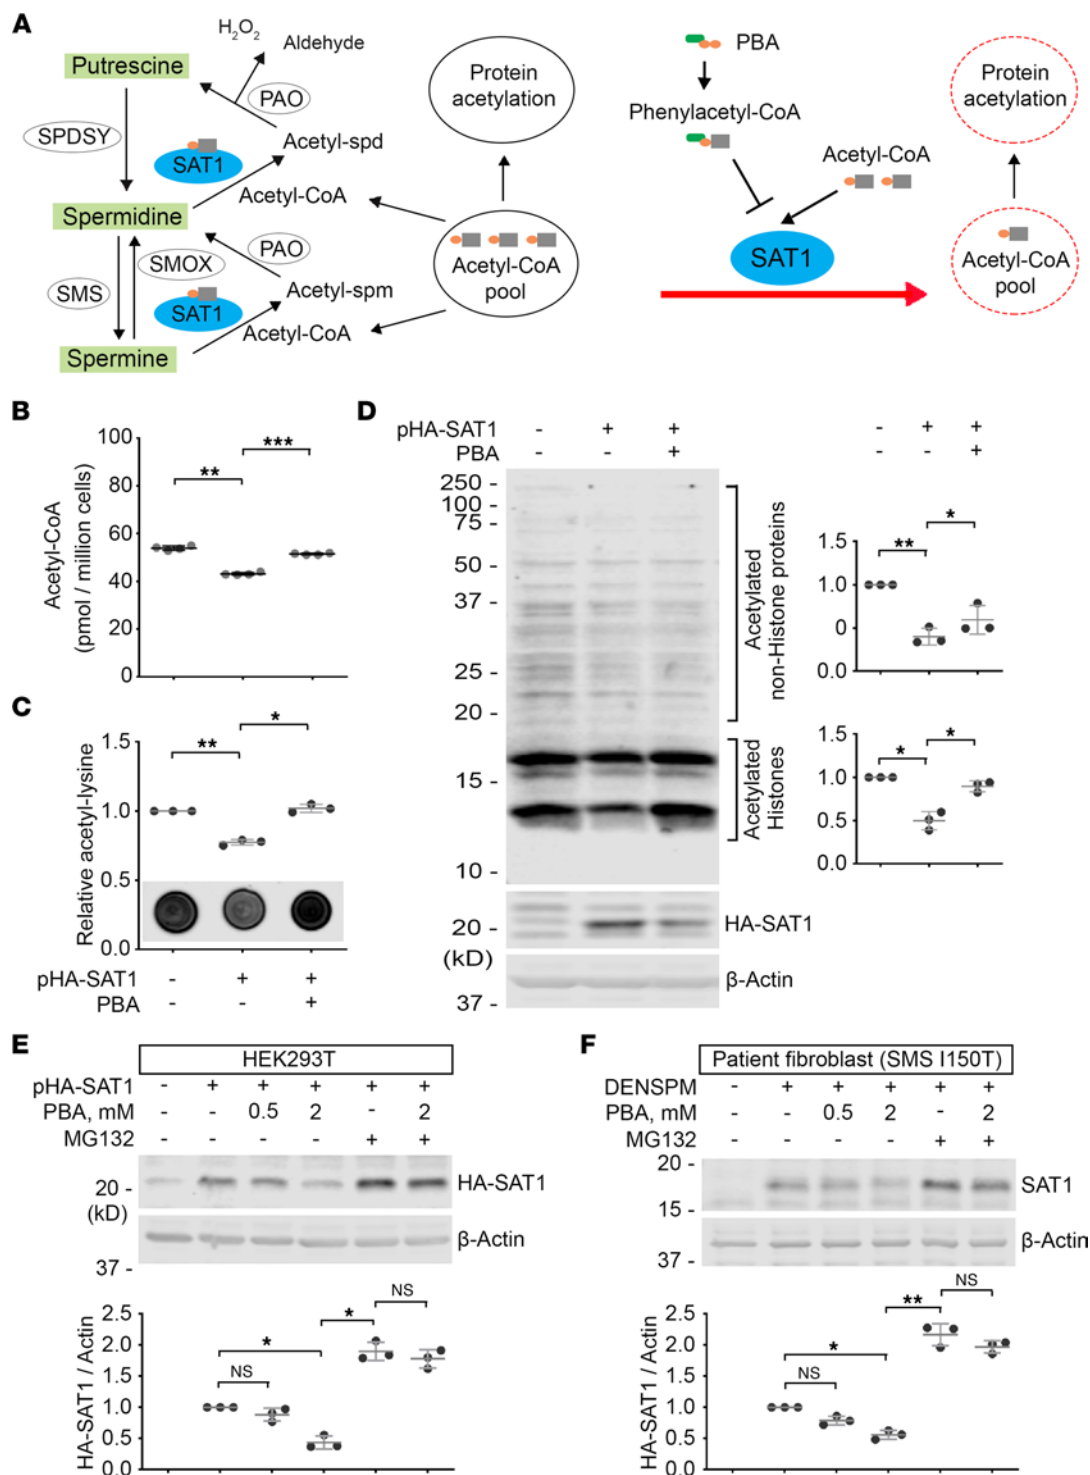 A
H2O2
Aldehyde
Putrescine
PAO
SPDSY
Acetyl-spd
SAT1
Acetyl-CoA
Spermidine
PAO
SMOX
SMS
Acetyl-spm
SAT1
Acetyl-CoA
Spermine
Protein
acetylation
Acetyl-CoA
pool
PBA
Phenylacetyl-CoA
Acetyl-CoA
SAT1
Protein
acetylation
Acetyl-CoA
pool
B
Acetyl-CoA
(pmol / million cells)
100
80
60
40
20
0
** ***
C
Relative acetyl-lysine
1.5
1.0
0.5
0.0
** *
pHA-SAT1 - + +
PBA - - +
D
pHA-SAT1 - + +
PBA - - +
250 -
100 -
75 -
50 -
37 -
25 -
20 -
15 -
10 -
Acetylated
non-Histone proteins
Acetylated
Histones
20 -
(kD)
37 -
HA-SAT1
β-Actin
- + +
- - +
1.5
1.0
0
0.0
** *
1.5
1.0
0.5
0.0
* *
E
HEK293T
pHA-SAT1 - + + + + +
PBA, mM - - 0.5 2 - 2
MG132 - - - - + +
20 -
(kD)
37 -
HA-SAT1
β-Actin
HA-SAT1 / Actin
2.5
2.0
1.5
1.0
0.5
0.0
NS * * NS
F
Patient fibroblast (SMS I150T)
DENSPM - + + + + +
PBA, mM - - 0.5 2 - 2
MG132 - - - - + +
20 -
15 -
37 -
SAT1
β-Actin
HA-SAT1 / Actin
2.5
2.0
1.5
1.0
0.5
0.0
NS * ** NS